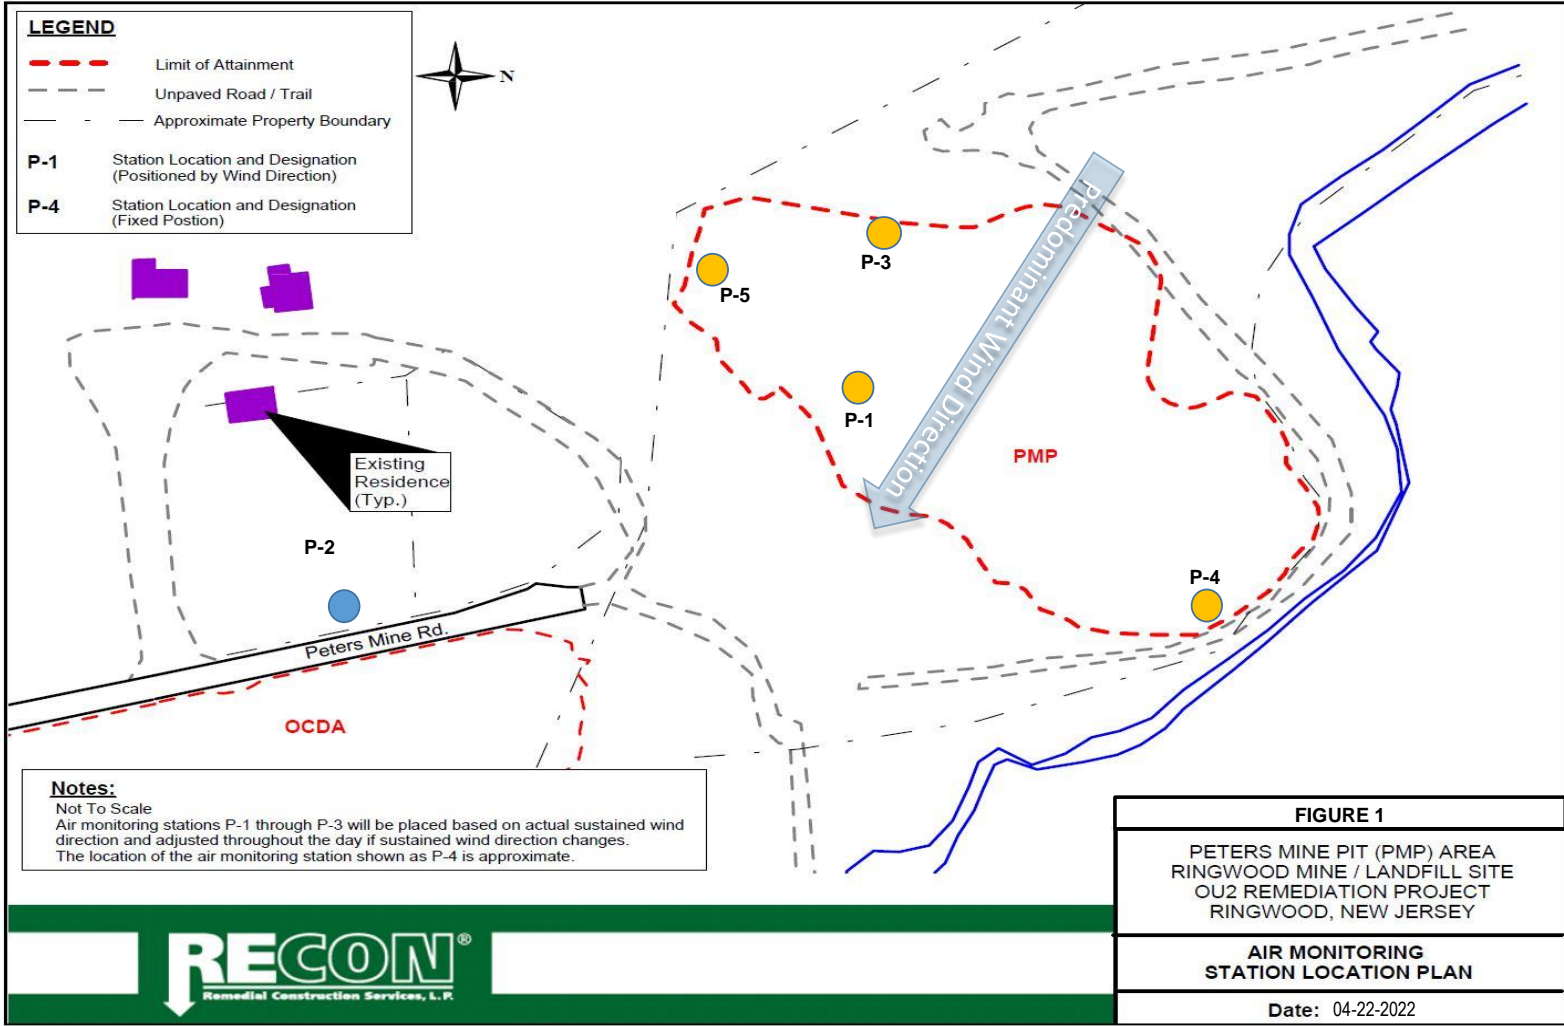 LEGEND
Limit of Attainment
Unpaved Road / Trail
Approximate Property Boundary
P-1 Station Location and Designation
(Positioned by Wind Direction)
P-4 Station Location and Designation
(Fixed Postion)
N
Predominant Wind Direction
P-3
P-5
P-1
PMP
Existing
Residence
(Typ.)
P-2
P-4
Peters Mine Rd.
OCDA
Notes:
Not To Scale
Air monitoring stations P-1 through P-3 will be placed based on actual sustained wind
direction and adjusted throughout the day if sustained wind direction changes.
The location of the air monitoring station shown as P-4 is approximate.
FIGURE 1
PETERS MINE PIT (PMP) AREA
RINGWOOD MINE / LANDFILL SITE
OU2 REMEDIATION PROJECT
RINGWOOD, NEW JERSEY
AIR MONITORING
STATION LOCATION PLAN
Date: 04-22-2022
RECON®
Remedial Construction Services, L.P.